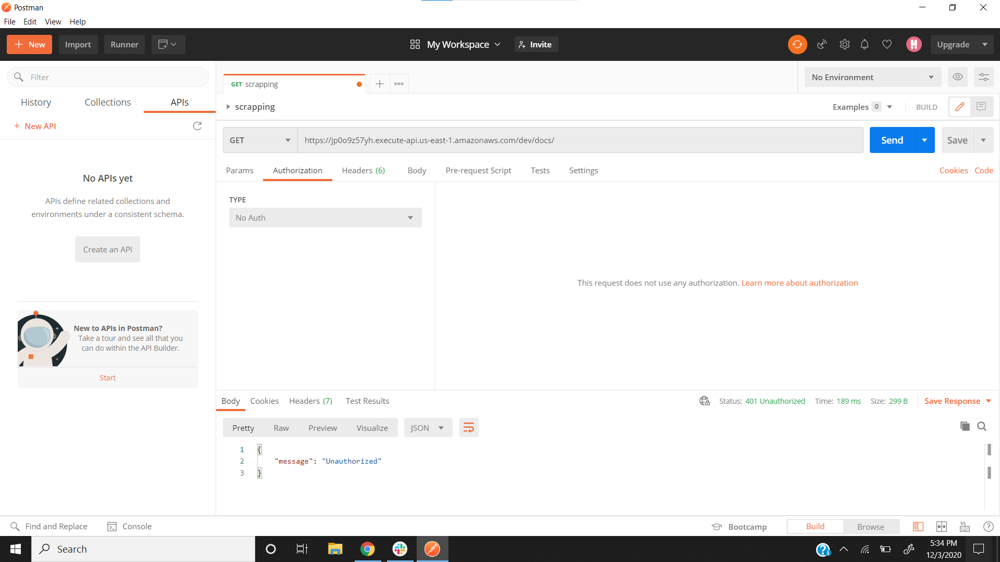 Postman
File Edit View Help
+ New Import Runner My Workspace Invite Upgrade
Filter
History Collections APIs
+ New API
No APIs yet
APIs define related collections and
environments under a consistent schema.
Create an API
New to APIs in Postman?
Take a tour and see all that you
can do within the API Builder.
Start
GET scrapping
No Environment
scrapping
Examples 0 BUILD
GET https://jp0o9z57yh.execute-api.us-east-1.amazonaws.com/dev/docs/ Send Save
Params Authorization Headers (6) Body Pre-request Script Tests Settings Cookies Code
TYPE
No Auth
This request does not use any authorization. Learn more about authorization
Body Cookies Headers (7) Test Results Status: 401 Unauthorized Time: 189 ms Size: 299 B Save Response
Pretty Raw Preview Visualize JSON
1 {
2 "message": "Unauthorized"
3 }
Find and Replace Console Bootcamp Build Browse
Search
5:34 PM
12/3/2020